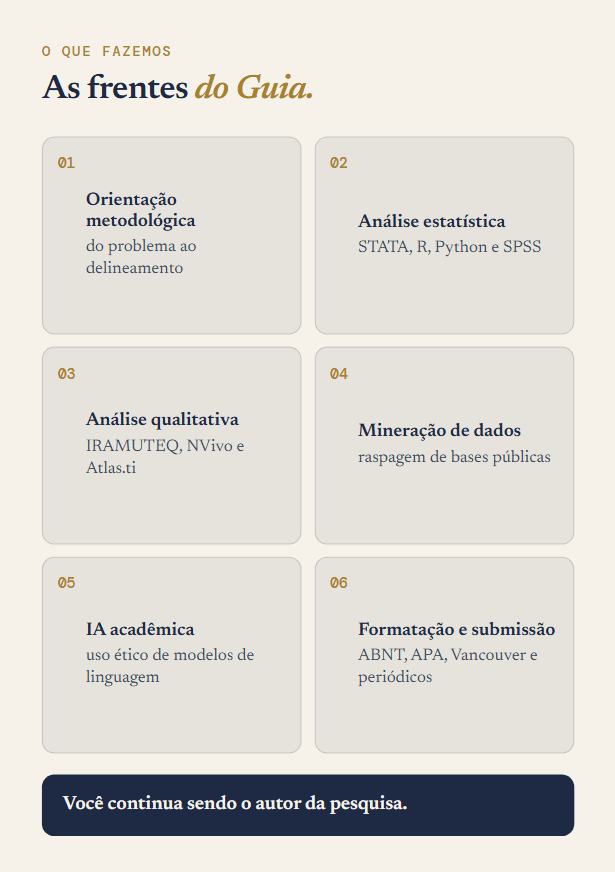 O QUE FAZEMOS
As frentes do Guia.
01
Orientação
metodológica
do problema ao
delineamento
02
Análise estatística
STATA, R, Python e SPSS
03
Análise qualitativa
IRAMUTEQ, NVivo e
Atlas.ti
04
Mineração de dados
raspagem de bases públicas
05
IA acadêmica
uso ético de modelos de
linguagem
06
Formatação e submissão
ABNT, APA, Vancouver e
periódicos
Você continua sendo o autor da pesquisa.